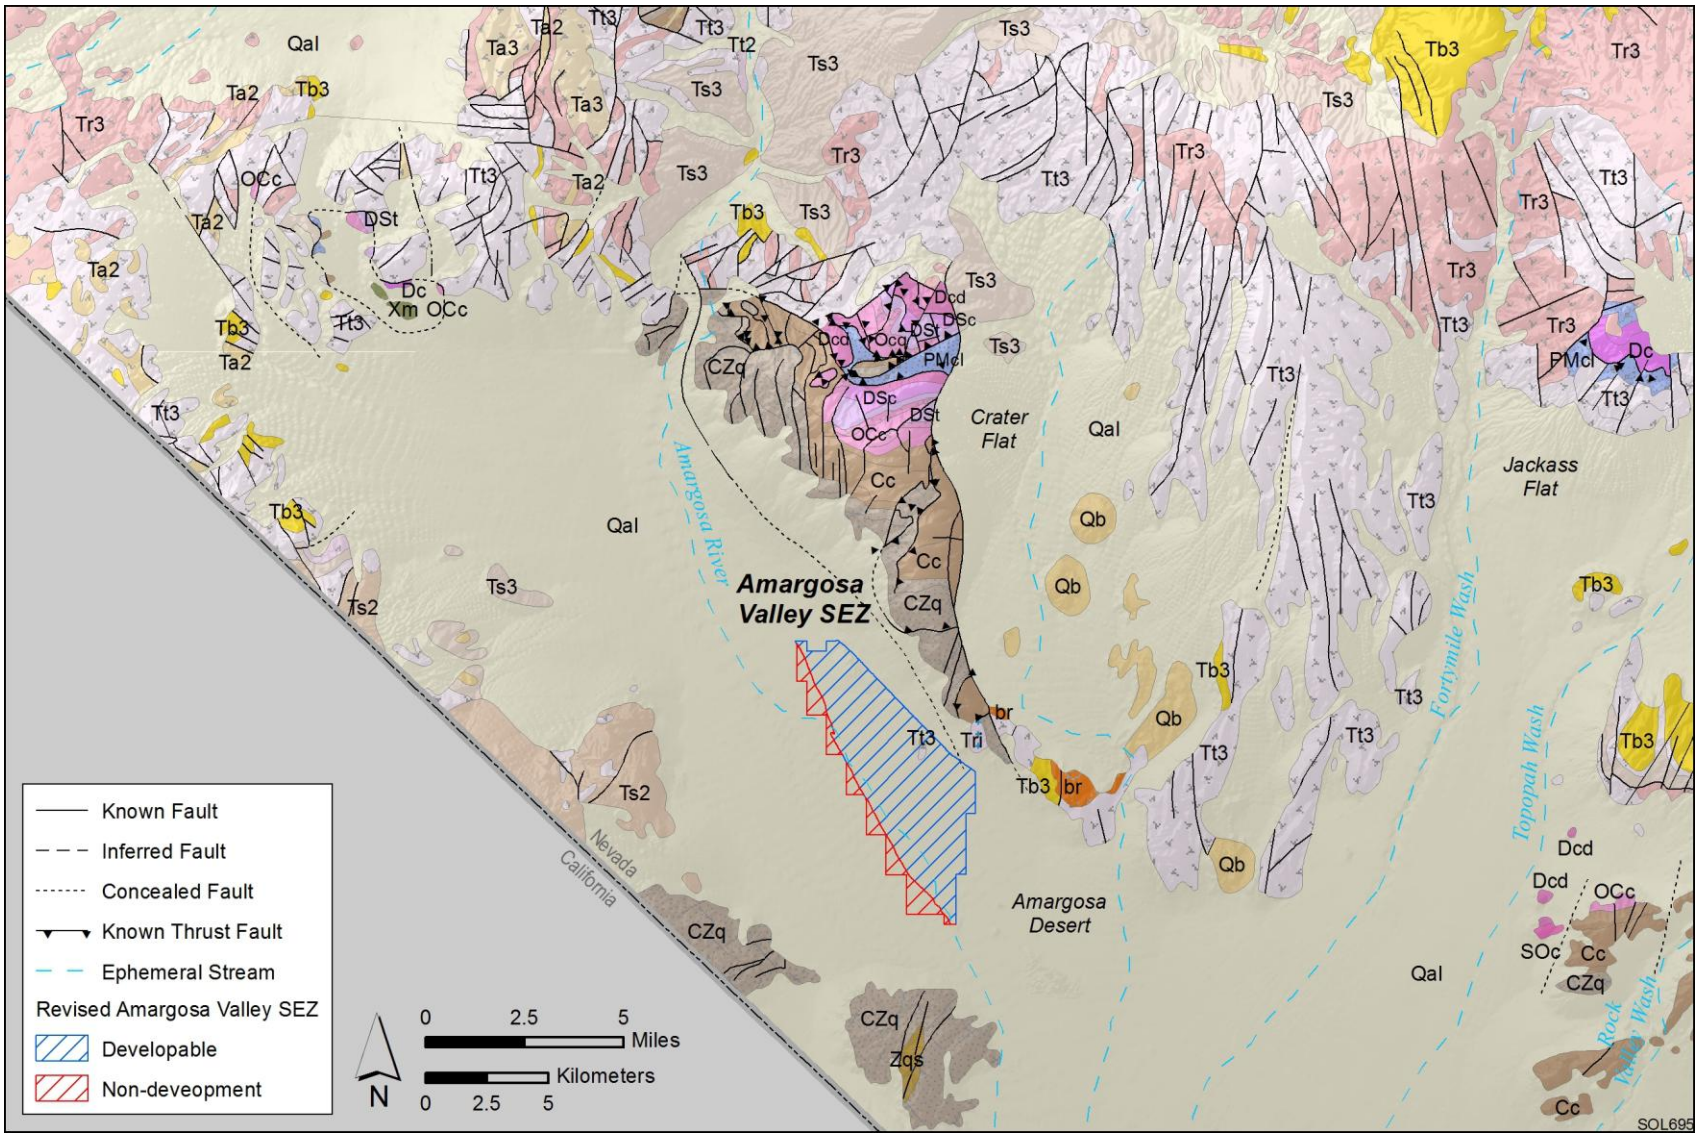 Qal
Ta2
Tb3
Tr3
Ta3
Ta2
Tt3
Ta3
Tt3
Tt2
Ts3
Ts3
Ts3
Ts3
Tb3
Tr3
Ts3
Tr3
OCc
Tt3
Ta2
Ts3
Tr3
Tr3
Tt3
Tt3
Ta2
DSt
Tb3
Ts3
Tr3
Ta2
Dc
Xm
OCc
Tt3
Tb3
Ta2
Ts3
Tr3
Dcd
DSc
DSt
Dcd
Occ
PMcl
Ts3
Tt3
Tr3
PMcl
Dc
Tt3
CZq
DSc
DSt
OCc
Tt3
Tt3
Crater
Flat
Qal
Jackass
Flat
Cc
Tb3
Qal
Amargosa River
Qb
Tt3
Ts3
Ts2
Cc
CZq
Qb
Tb3
Amargosa
Valley SEZ
Fortymile Wash
Tb3
Tt3
br
Qb
Tt3
Tri
Tt3
Tt3
Tb3
Ts2
Tb3
br
Topopah Wash
Nevada
California
Qb
Dcd
Dcd
OCc
Amargosa
Desert
CZq
SOc
Cc
Qal
CZq
CZq
Zqs
Rock
Valley Wash
Cc
Known Fault
Inferred Fault
Concealed Fault
Known Thrust Fault
Ephemeral Stream
Revised Amargosa Valley SEZ
Developable
Non-deveopment
N
0 2.5 5
Miles
Kilometers
0 2.5 5
SOL695